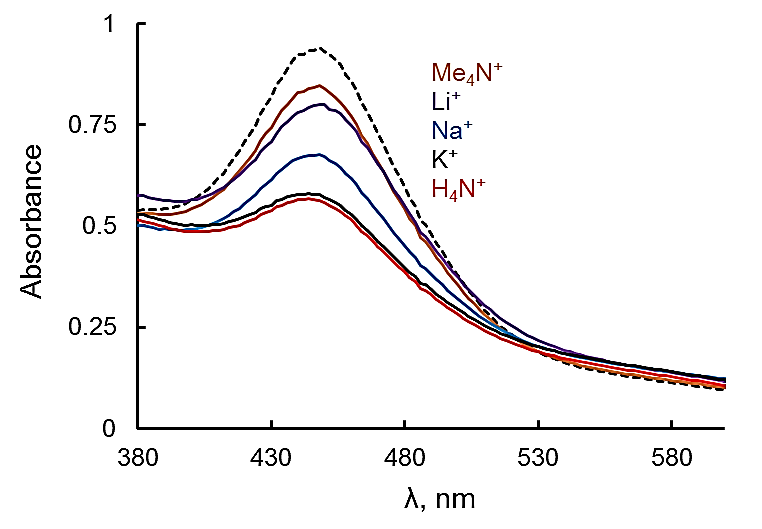 1
0.75
0.5
0.25
0
Absorbance
Me₄N⁺
Li⁺
Na⁺
K⁺
H₄N⁺
380 430 480 530 580
λ, nm